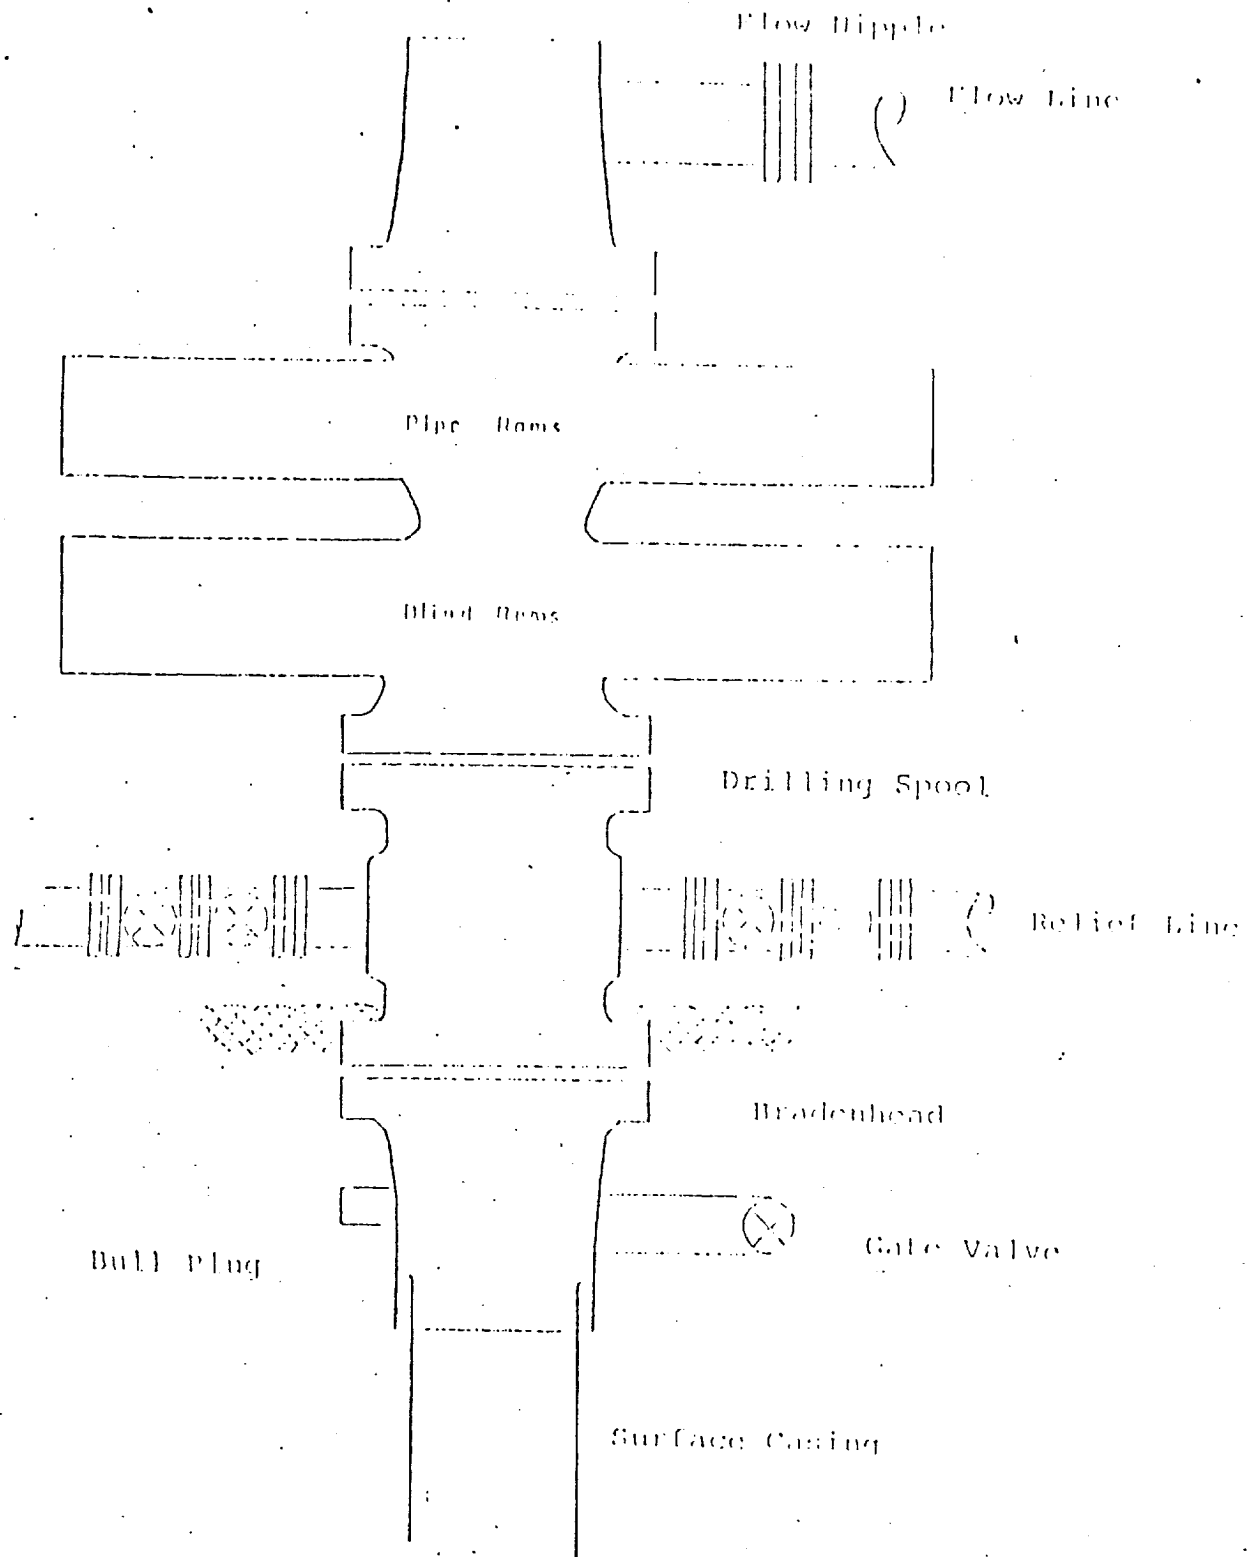 Flow Nipple
Flow Line
Pipe Rams
Blind Rams
Drilling Spool
Relief Line
Bradenhead
Gate Valve
Bull Plug
Surface Casing